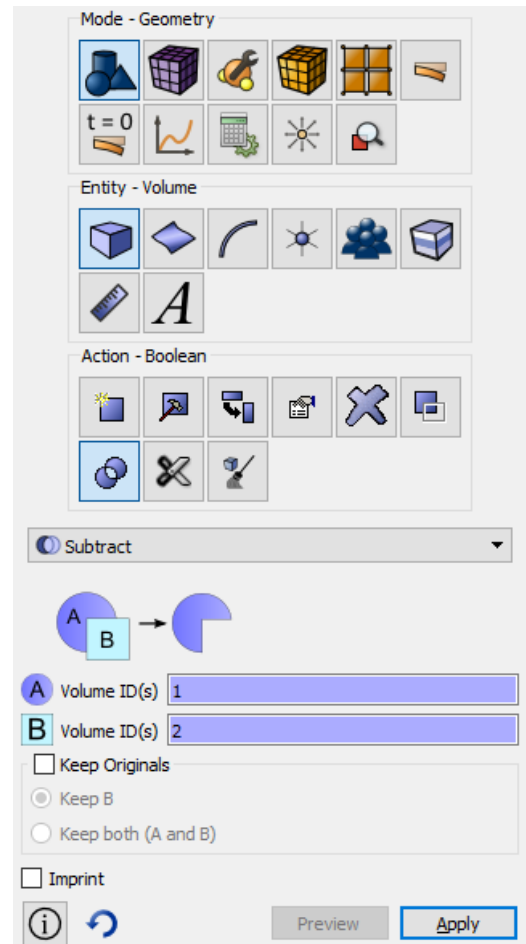 Mode - Geometry
t = 0
Entity - Volume
A
Action - Boolean
Subtract
A
B
A Volume ID(s) 1
B Volume ID(s) 2
Keep Originals
Keep B
Keep both (A and B)
Imprint
i Preview Apply